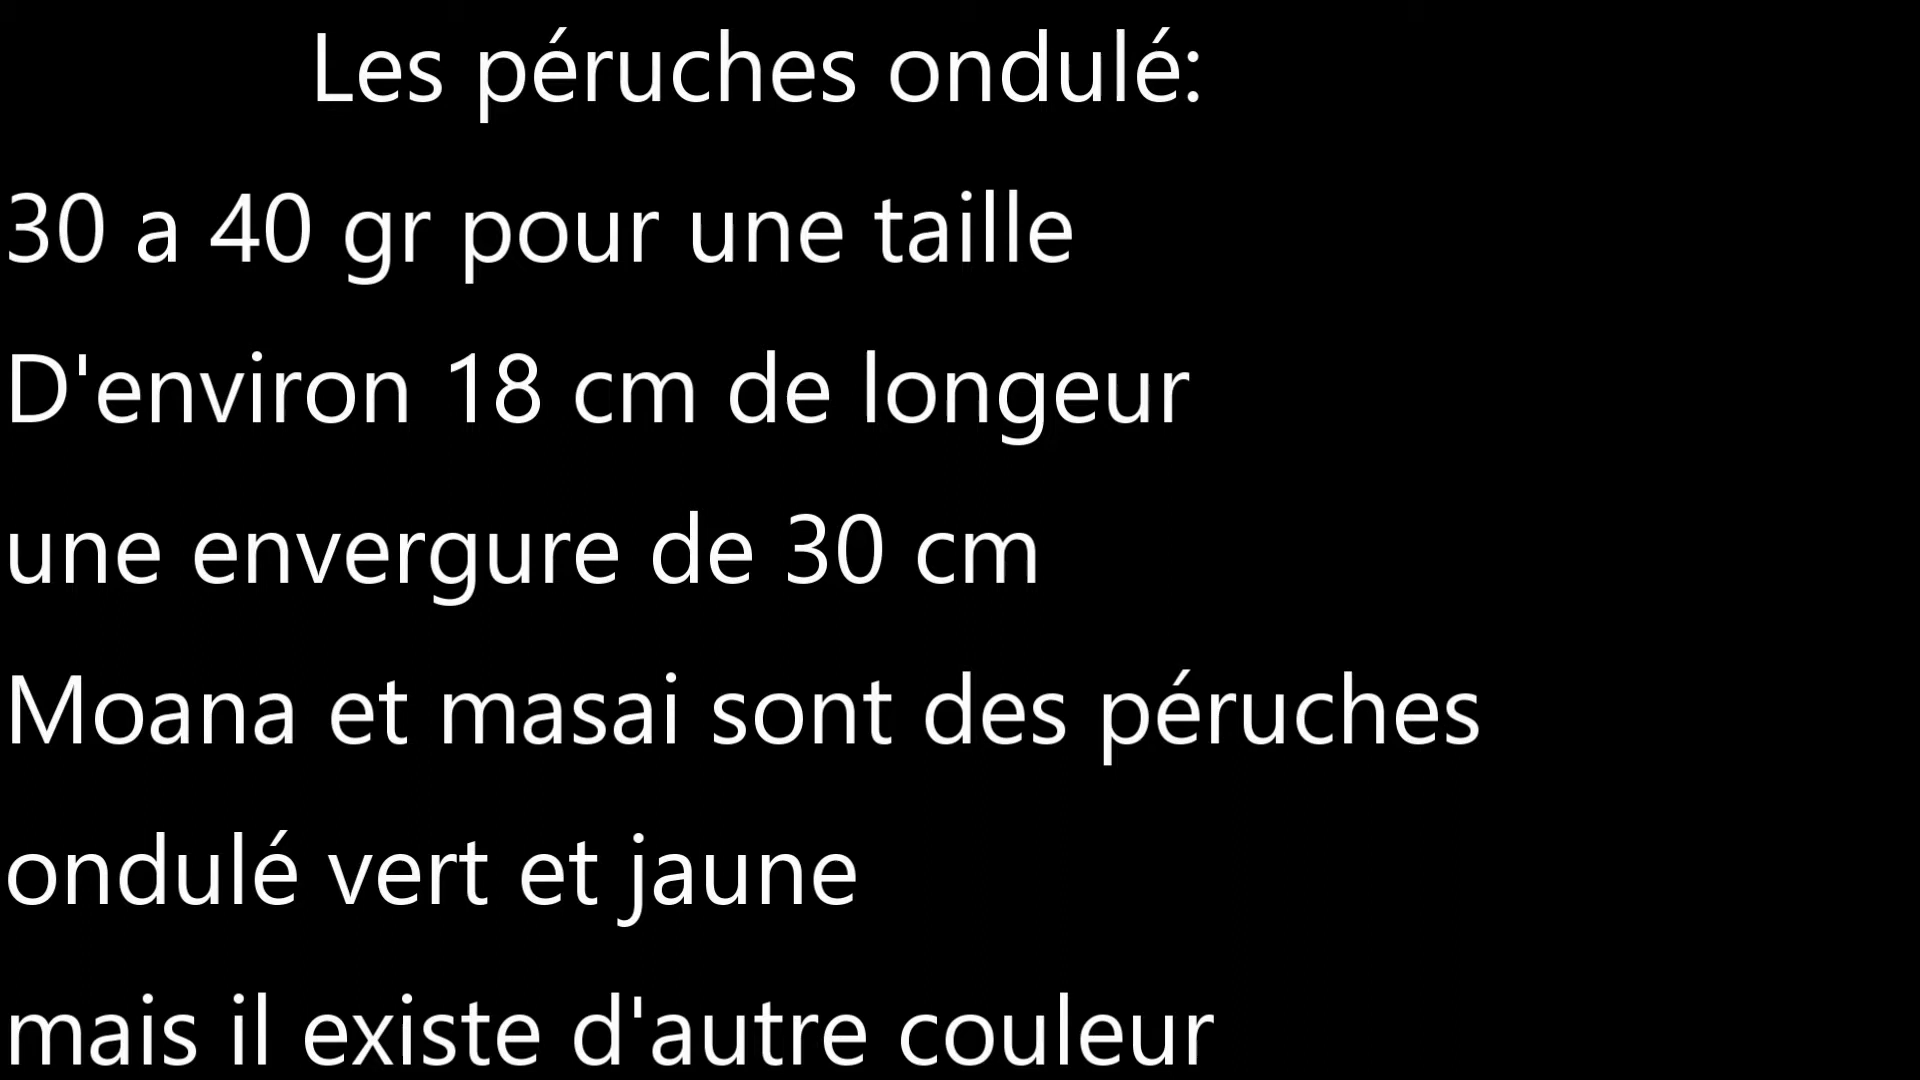 Les péruches ondulé:
30 a 40 gr pour une taille
D'environ 18 cm de longeur
une envergure de 30 cm
Moana et masai sont des péruches
ondulé vert et jaune
mais il existe d'autre couleur